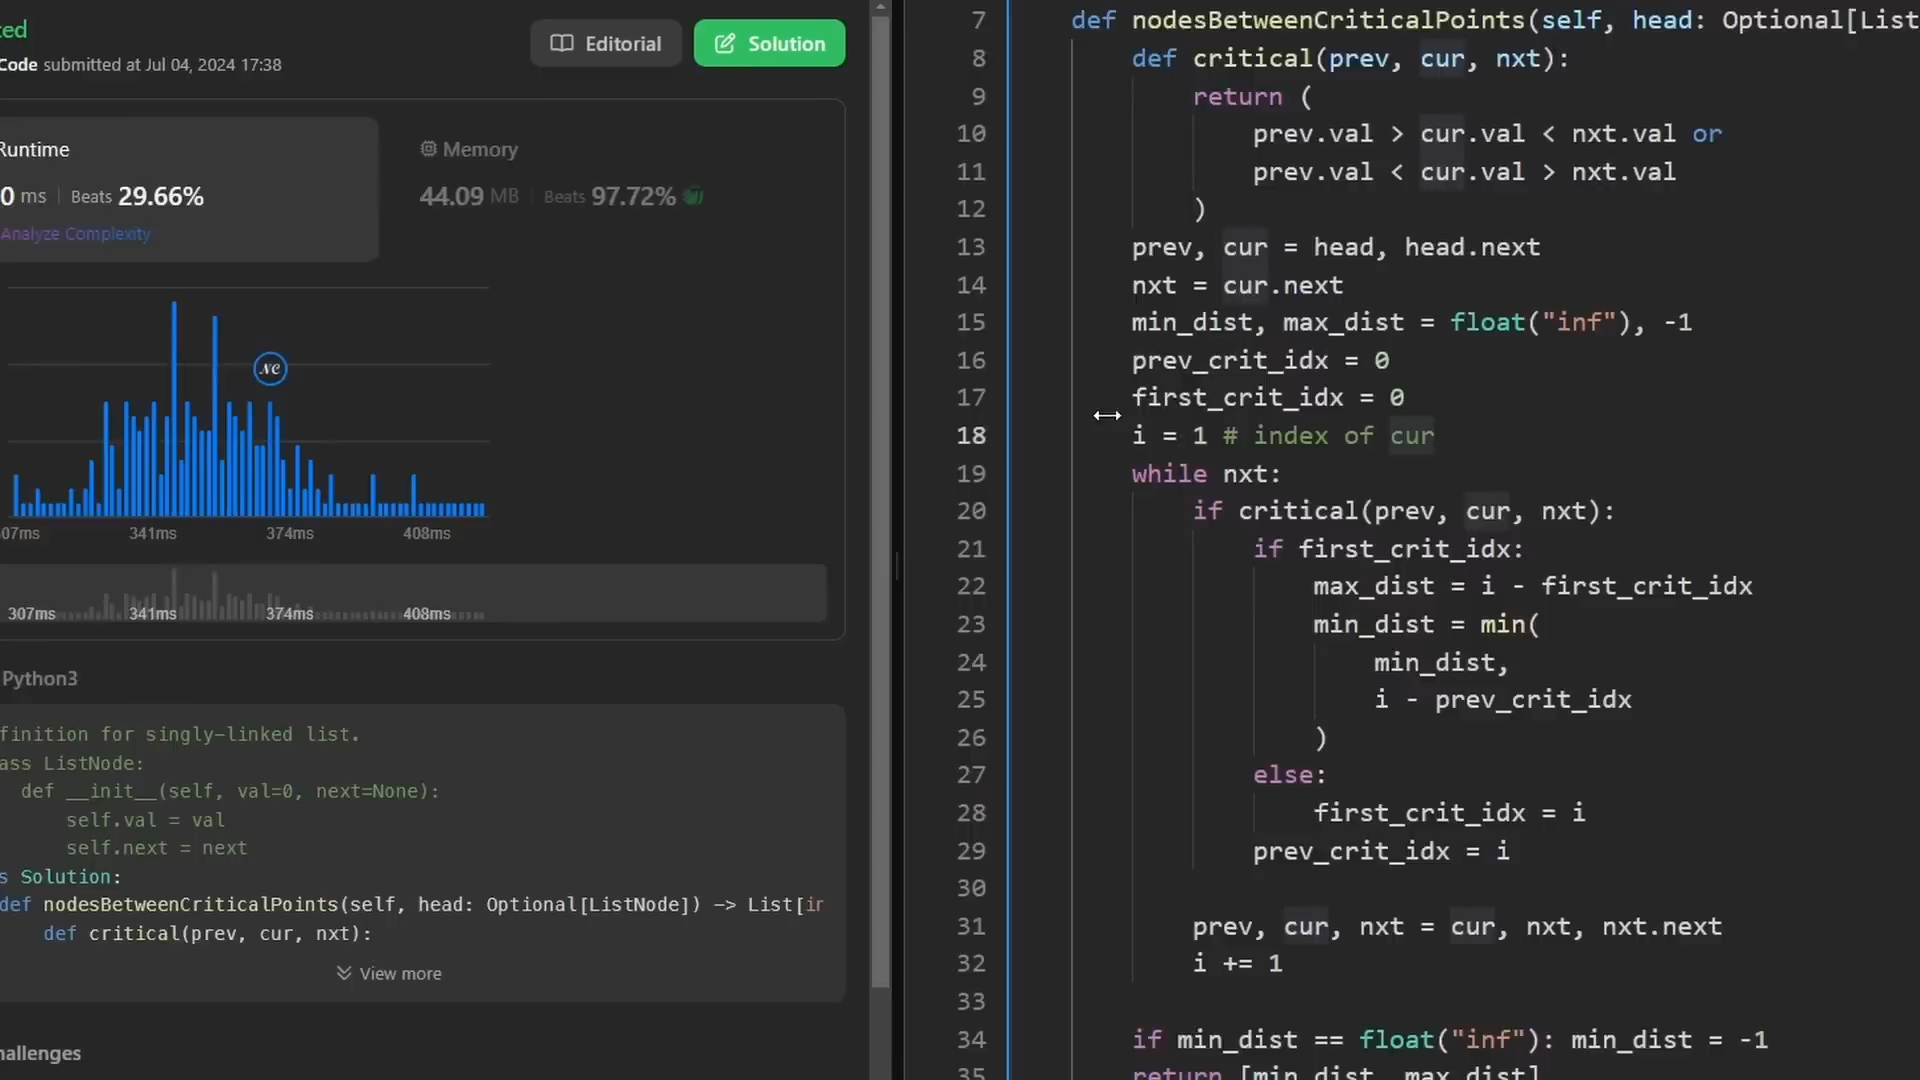 ted
Code submitted at Jul 04, 2024 17:38
Editorial
Solution
Runtime
0 ms | Beats 29.66%
Analyze Complexity
Memory
44.09 MB | Beats 97.72%
NC
07ms 341ms 374ms 408ms
307ms 341ms 374ms 408ms
Python3
finition for singly-linked list.
ass ListNode:
def __init__(self, val=0, next=None):
self.val = val
self.next = next
s Solution:
def nodesBetweenCriticalPoints(self, head: Optional[ListNode]) -> List[in
def critical(prev, cur, nxt):
View more
hallenges
7 def nodesBetweenCriticalPoints(self, head: Optional[List
8 def critical(prev, cur, nxt):
9 return (
10 prev.val > cur.val < nxt.val or
11 prev.val < cur.val > nxt.val
12 )
13 prev, cur = head, head.next
14 nxt = cur.next
15 min_dist, max_dist = float("inf"), -1
16 prev_crit_idx = 0
17 first_crit_idx = 0
18 i = 1 # index of cur
19 while nxt:
20 if critical(prev, cur, nxt):
21 if first_crit_idx:
22 max_dist = i - first_crit_idx
23 min_dist = min(
24 min_dist,
25 i - prev_crit_idx
26 )
27 else:
28 first_crit_idx = i
29 prev_crit_idx = i
30
31 prev, cur, nxt = cur, nxt, nxt.next
32 i += 1
33
34 if min_dist == float("inf"): min_dist = -1
35 return [min_dist, max_dist]